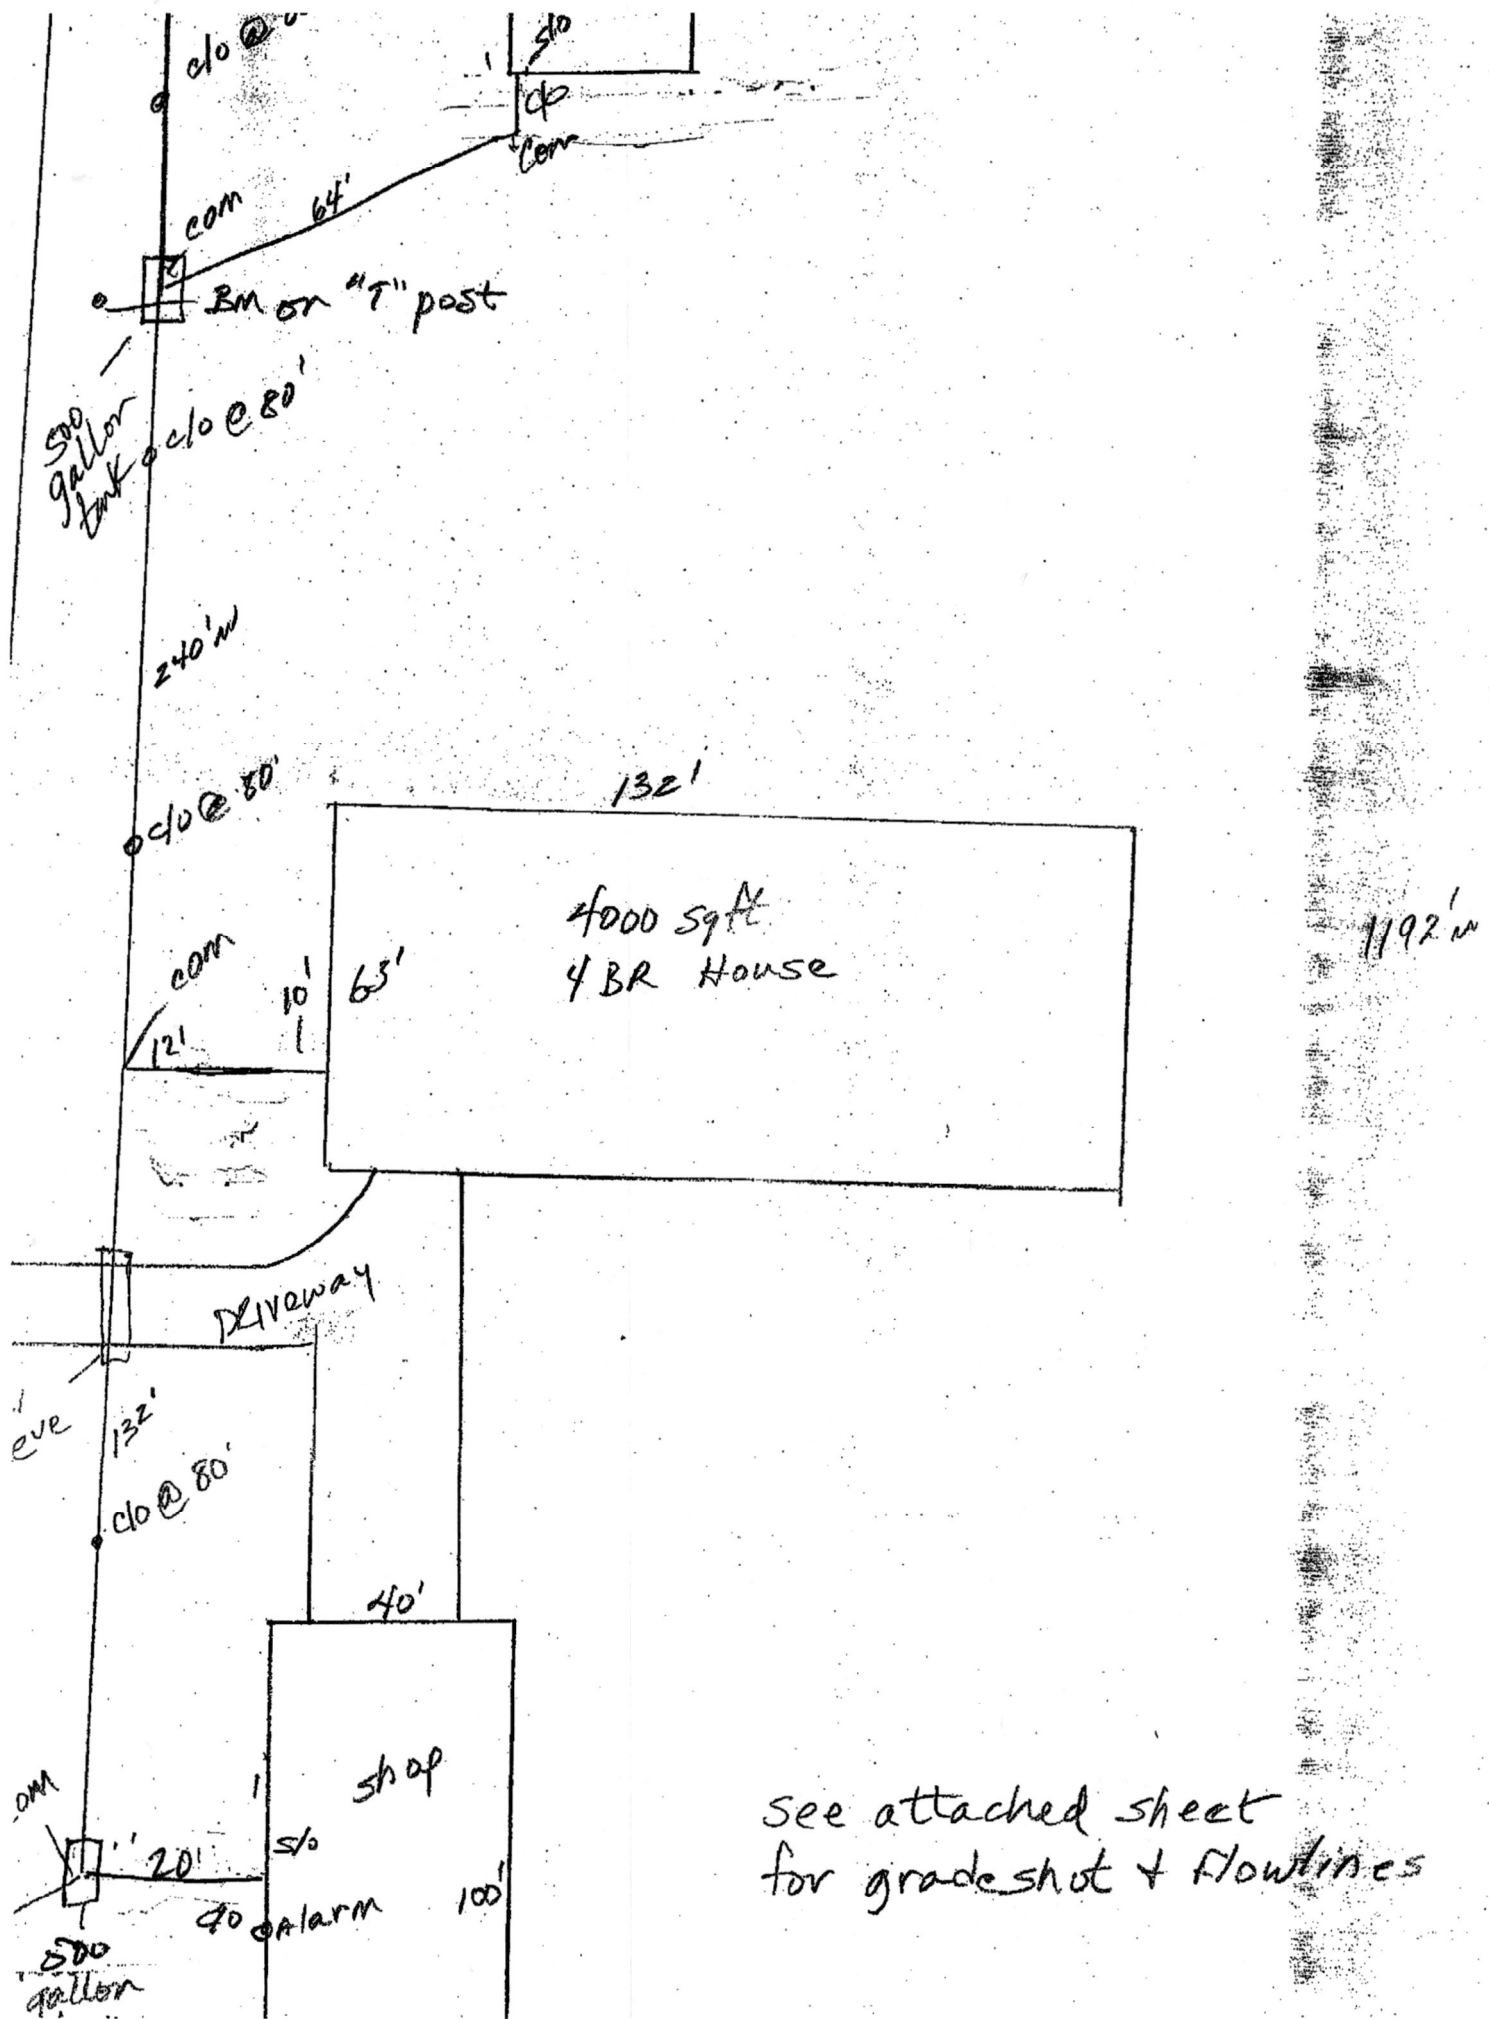 c/o @
s/o
c/o
com
64'
com
Bm on "T" post
500
gallon
tank
c/o @ 80'
240'
c/o @ 80'
132'
4000 sqft
4 BR House
63'
10'
com
12'
1192'
Driveway
eve
132'
c/o @ 80'
40'
shop
s/o
20'
c/o
Alarm
100'
500
gallon
see attached sheet
for gradeshot + flowlines